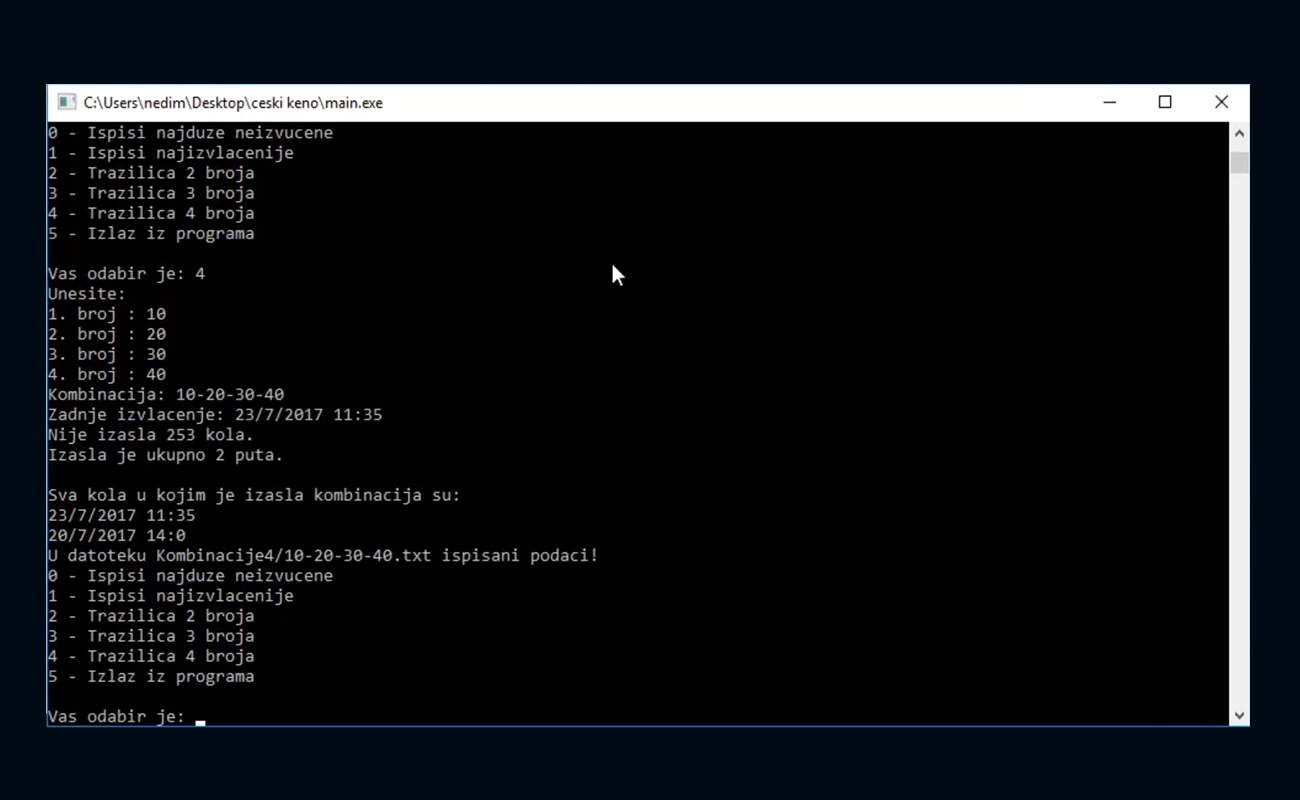 C:\Users\nedim\Desktop\ceski keno\main.exe
0 - Ispisi najduze neizvucene
1 - Ispisi najizvlacenije
2 - Trazilica 2 broja
3 - Trazilica 3 broja
4 - Trazilica 4 broja
5 - Izlaz iz programa
Vas odabir je: 4
Unesite:
1. broj : 10
2. broj : 20
3. broj : 30
4. broj : 40
Kombinacija: 10-20-30-40
Zadnje izvlacenje: 23/7/2017 11:35
Nije izasla 253 kola.
Izasla je ukupno 2 puta.
Sva kola u kojim je izasla kombinacija su:
23/7/2017 11:35
20/7/2017 14:0
U datoteku Kombinacije4/10-20-30-40.txt ispisani podaci!
0 - Ispisi najduze neizvucene
1 - Ispisi najizvlacenije
2 - Trazilica 2 broja
3 - Trazilica 3 broja
4 - Trazilica 4 broja
5 - Izlaz iz programa
Vas odabir je: